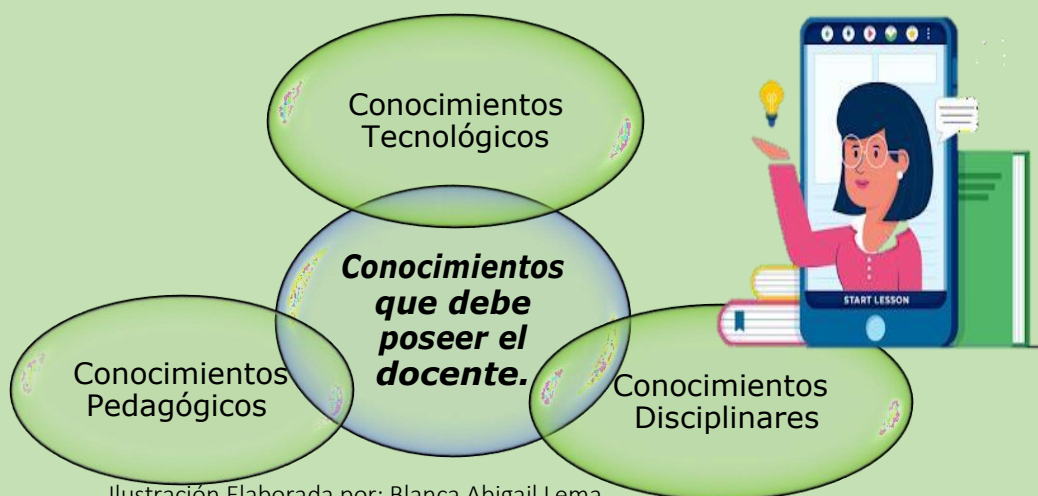 Conocimientos
Tecnológicos
Conocimientos
que debe
poseer el
docente.
Conocimientos
Pedagógicos
Conocimientos
Disciplinares
START LESSON
Ilustración Elaborada por: Blanca Abigail Lema